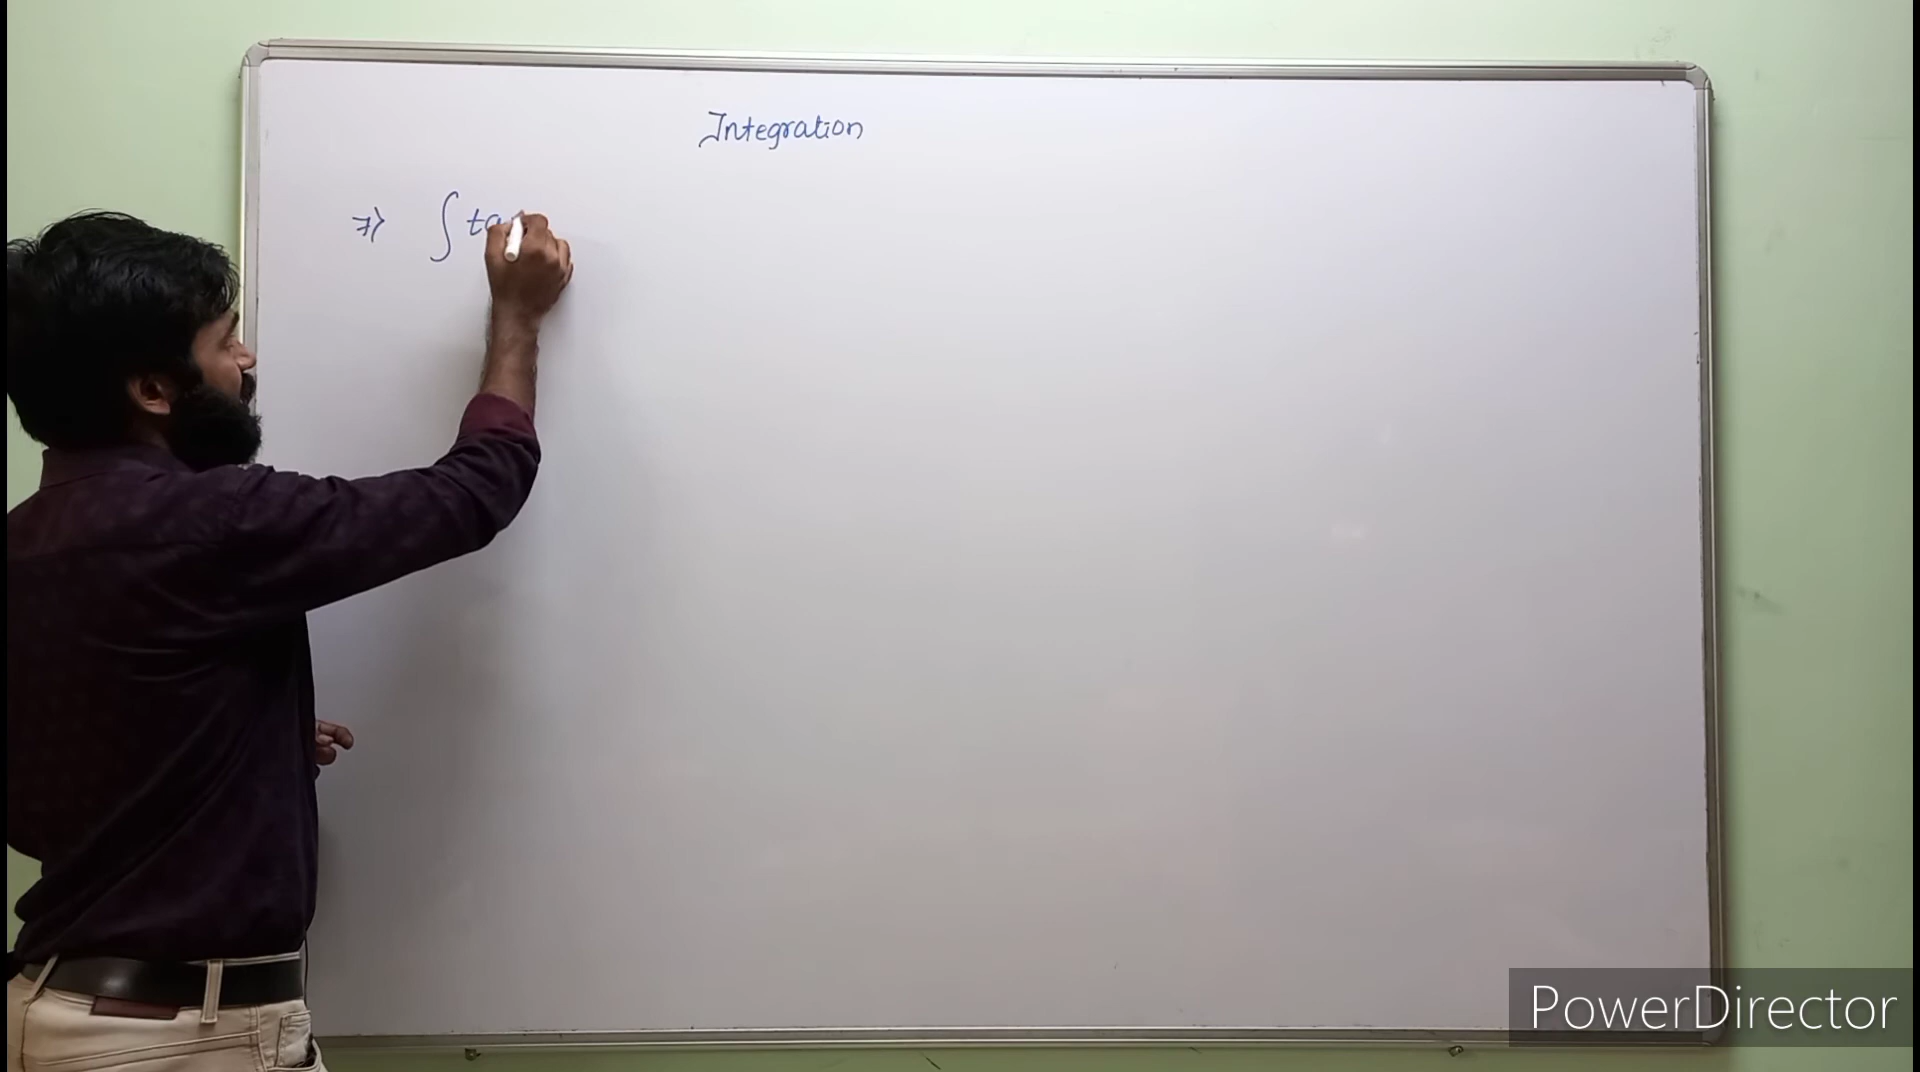 Integration
7) ∫ ta
PowerDirector